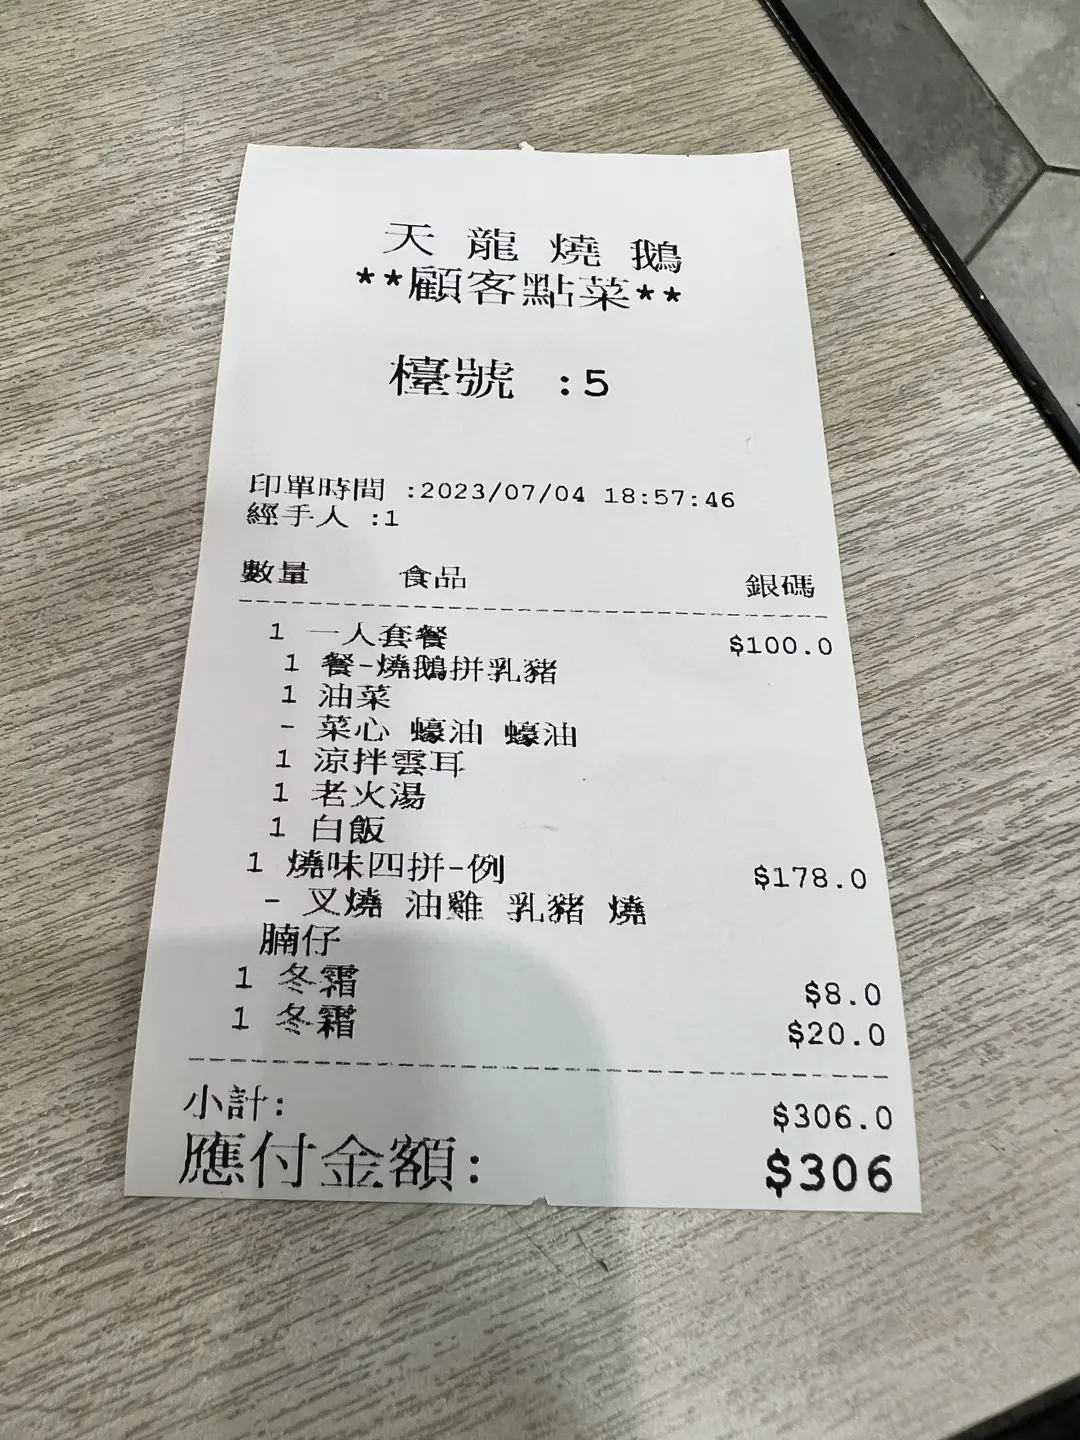 天 龍 燒 鵝
**顧客點菜**
檯號 :5
印單時間 :2023/07/04 18:57:46
經手人 :1
數量 食品 銀碼
1 一人套餐 $100.0
1 餐-燒鵝拼乳豬
1 油菜
- 菜心 蠔油 蠔油
1 涼拌雲耳
1 老火湯
1 白飯
1 燒味四拼-例 $178.0
- 叉燒 油雞 乳豬 燒
腩仔
1 冬霜 $8.0
1 冬霜 $20.0
小計: $306.0
應付金額: $306